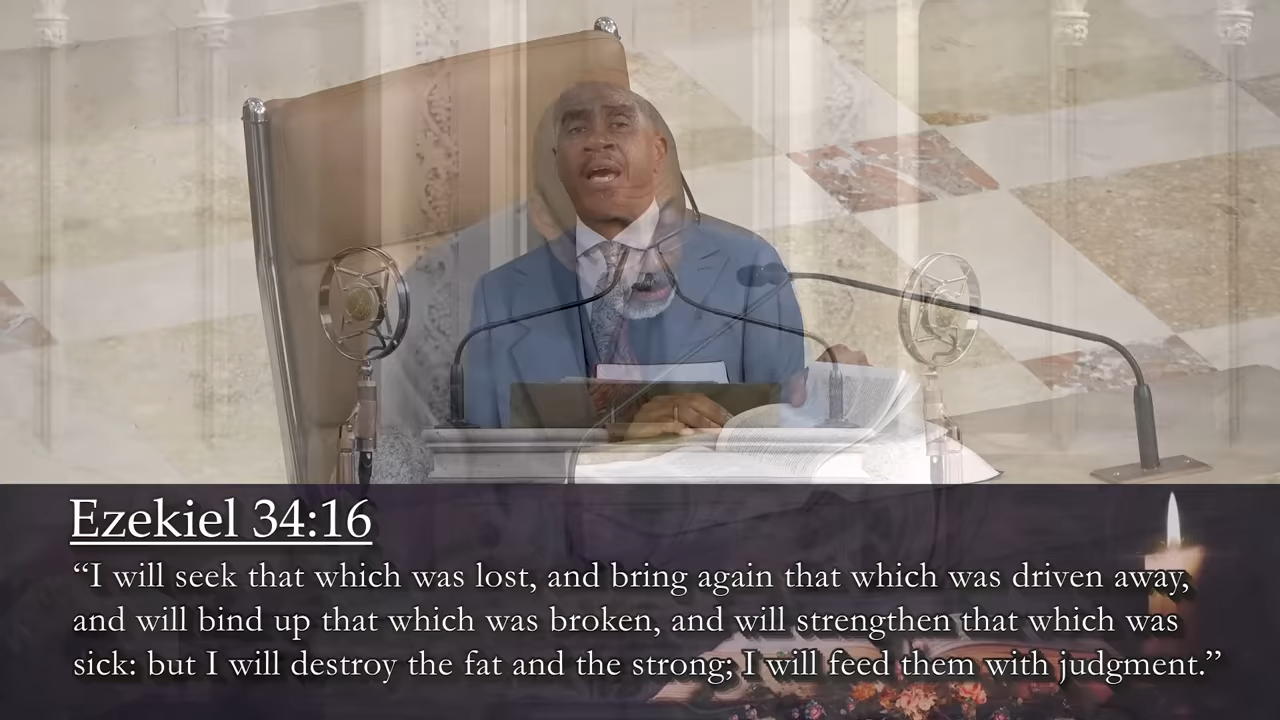 Ezekiel 34:16
“I will seek that which was lost, and bring again that which was driven away,
and will bind up that which was broken, and will strengthen that which was
sick: but I will destroy the fat and the strong; I will feed them with judgment.”